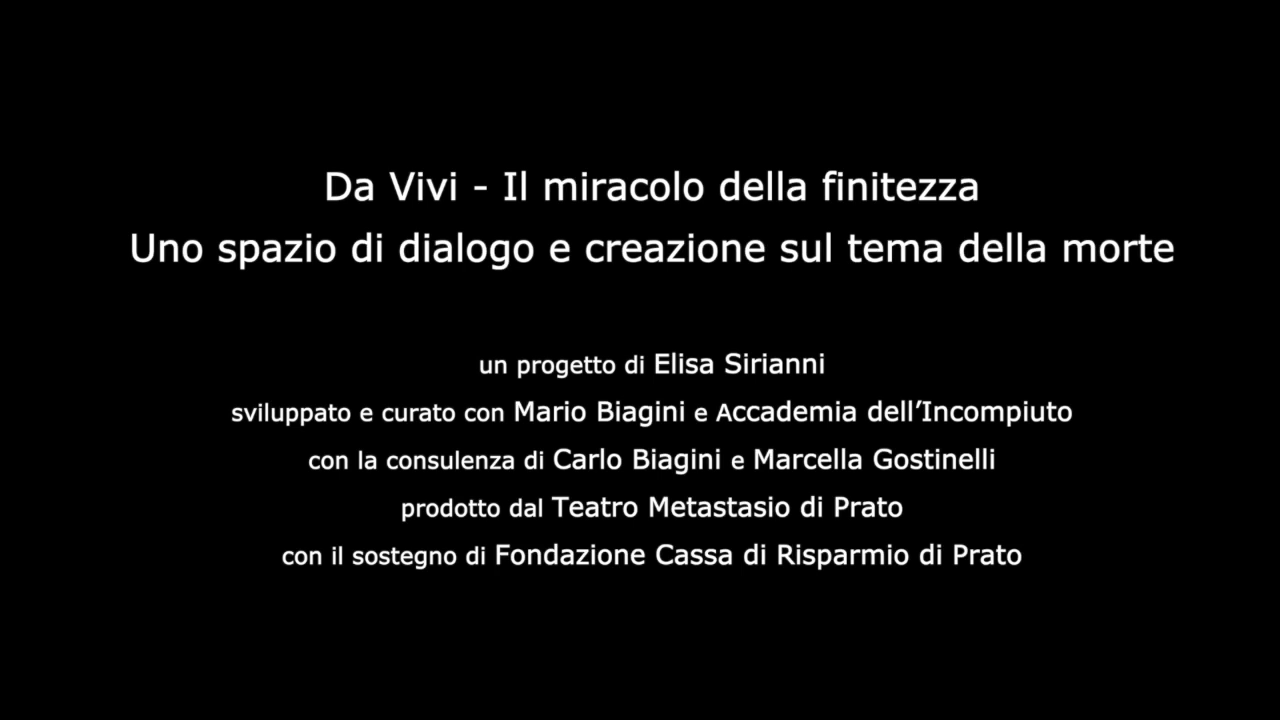 Da Vivi - Il miracolo della finitezza
Uno spazio di dialogo e creazione sul tema della morte
un progetto di Elisa Sirianni
sviluppato e curato con Mario Biagini e Accademia dell’Incompiuto
con la consulenza di Carlo Biagini e Marcella Gostinelli
prodotto dal Teatro Metastasio di Prato
con il sostegno di Fondazione Cassa di Risparmio di Prato